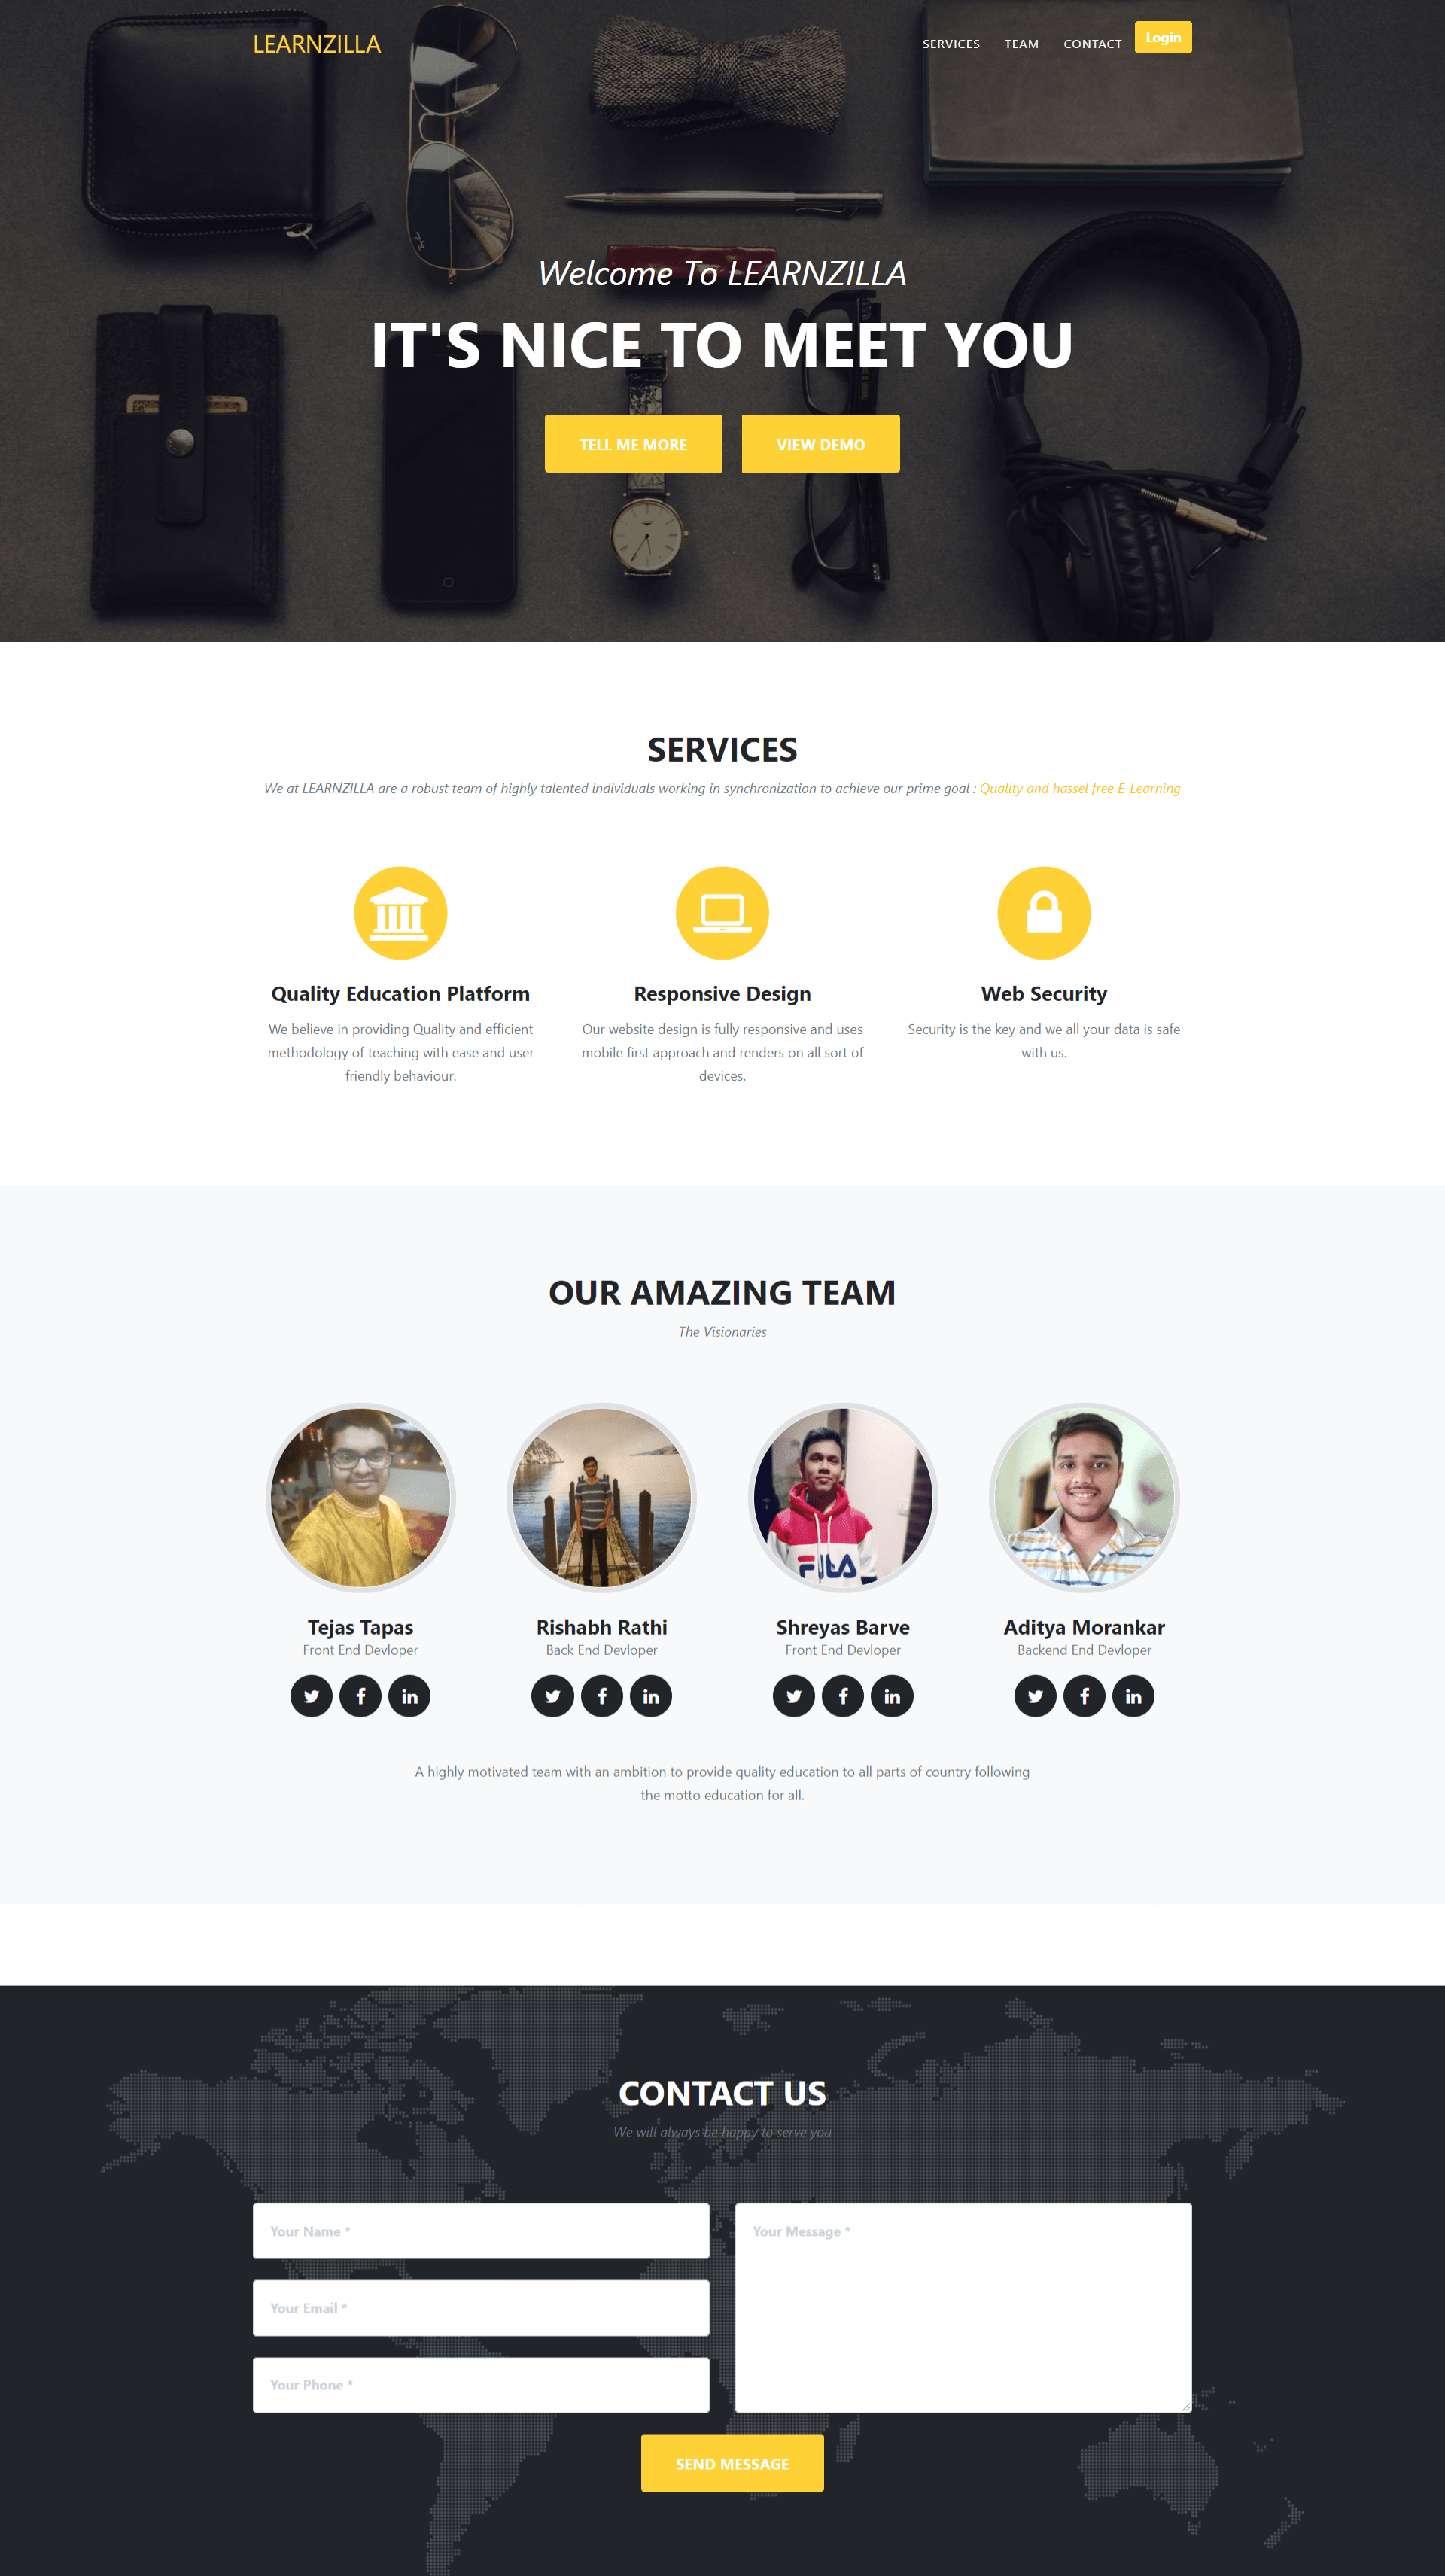 LEARNZILLA
SERVICES TEAM CONTACT Login
Welcome To LEARNZILLA
IT'S NICE TO MEET YOU
TELL ME MORE VIEW DEMO
SERVICES
We at LEARNZILLA are a robust team of highly talented individuals working in synchronization to achieve our prime goal : Quality and hassel free E-Learning
Quality Education Platform
We believe in providing Quality and efficient
methodology of teaching with ease and user
friendly behaviour.
Responsive Design
Our website design is fully responsive and uses
mobile first approach and renders on all sort of
devices.
Web Security
Security is the key and we all your data is safe
with us.
OUR AMAZING TEAM
The Visionaries
FILA
Tejas Tapas
Front End Devloper
Rishabh Rathi
Back End Devloper
Shreyas Barve
Front End Devloper
Aditya Morankar
Backend End Devloper
A highly motivated team with an ambition to provide quality education to all parts of country following
the motto education for all.
CONTACT US
We will always be happy to serve you
Your Name *
Your Email *
Your Phone *
Your Message *
SEND MESSAGE